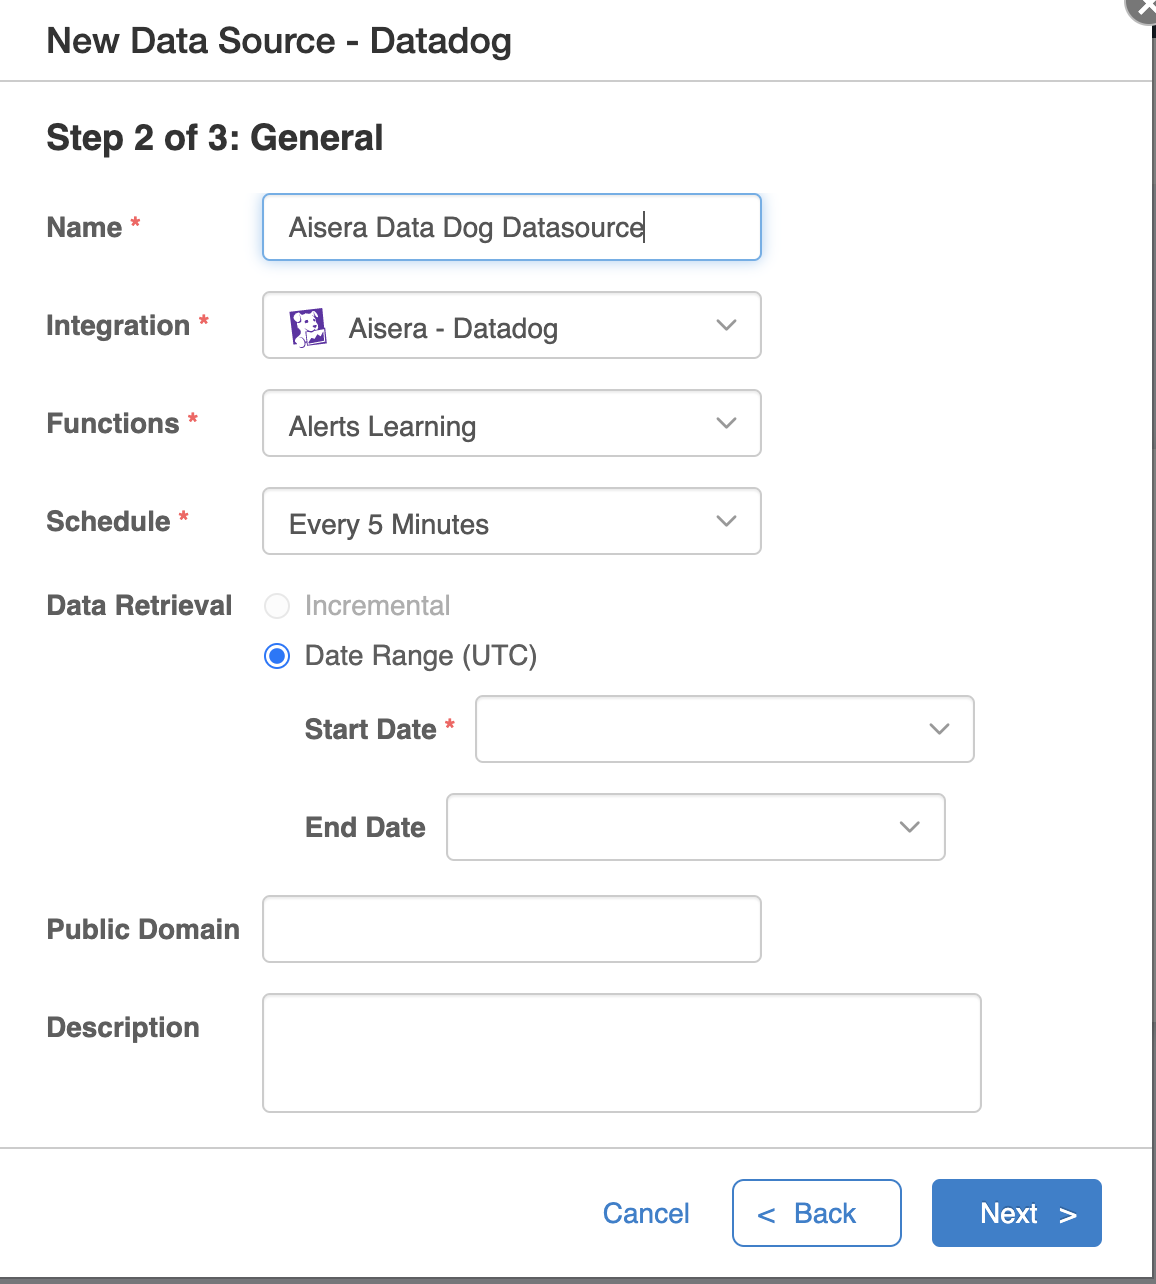 New Data Source - Datadog
Step 2 of 3: General
Name *
Aisera Data Dog Datasource
Integration *
Aisera - Datadog
Functions *
Alerts Learning
Schedule *
Every 5 Minutes
Data Retrieval
Incremental
Date Range (UTC)
Start Date *
End Date
Public Domain
Description
Cancel
< Back
Next >